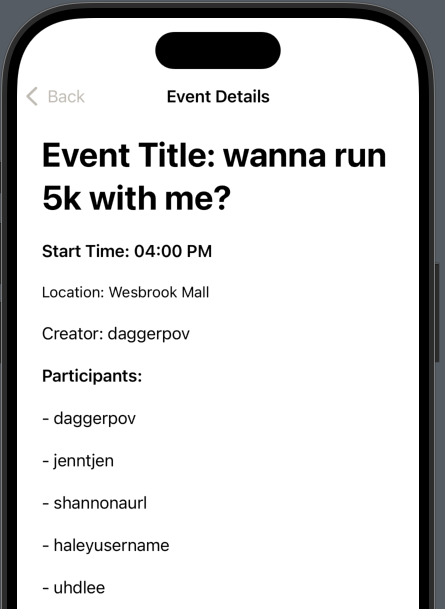 Back
Event Details
Event Title: wanna run
5k with me?
Start Time: 04:00 PM
Location: Wesbrook Mall
Creator: daggerpov
Participants:
- daggerpov
- jenntjen
- shannonaurl
- haleyusername
- uhdlee